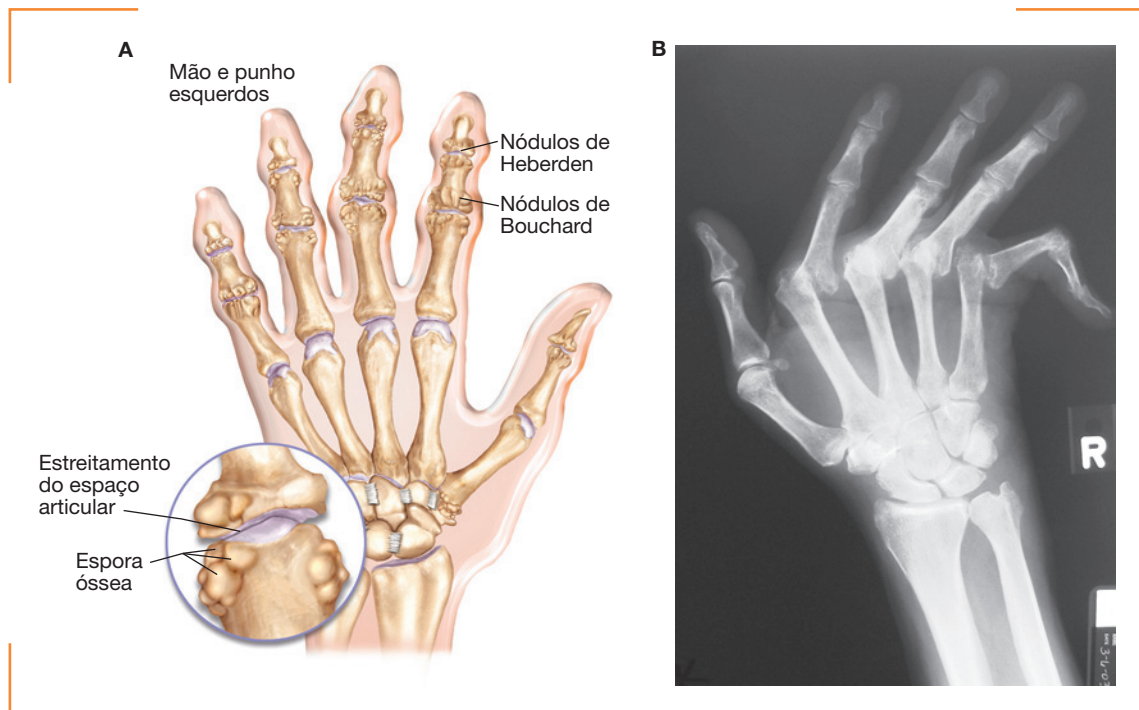 A
Mão e punho
esquerdos
Nódulos de
Heberden
Nódulos de
Bouchard
Estreitamento
do espaço
articular
Espora
óssea
B
R